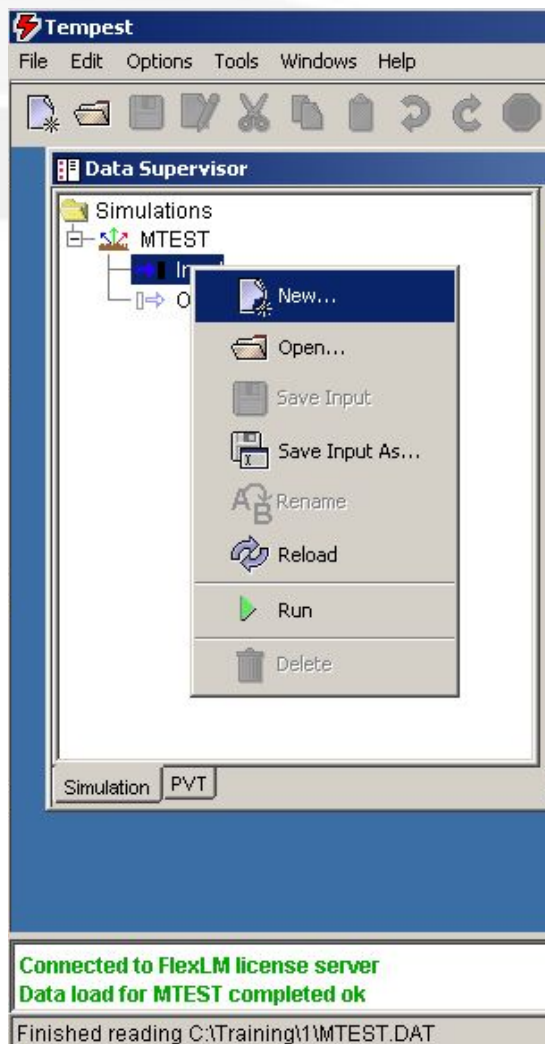 Tempest
File Edit Options Tools Windows Help
Data Supervisor
Simulations
MTEST
New...
Open...
Save Input
Save Input As...
Rename
Reload
Run
Delete
Simulation PVT
Connected to FlexLM license server
Data load for MTEST completed ok
Finished reading C:\Training\1\MTEST.DAT